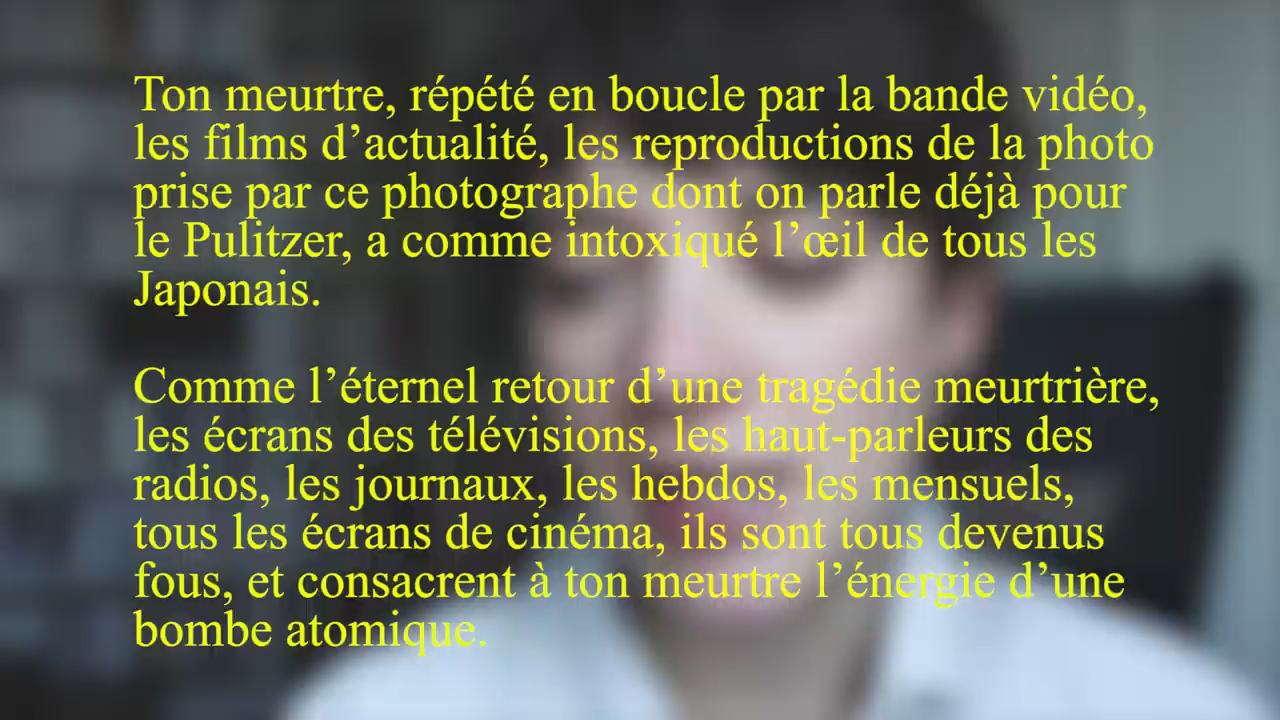 Ton meurtre, répété en boucle par la bande vidéo,
les films d’actualité, les reproductions de la photo
prise par ce photographe dont on parle déjà pour
le Pulitzer, a comme intoxiqué l’œil de tous les
Japonais.
Comme l’éternel retour d’une tragédie meurtrière,
les écrans des télévisions, les haut-parleurs des
radios, les journaux, les hebdos, les mensuels,
tous les écrans de cinéma, ils sont tous devenus
fous, et consacrent à ton meurtre l’énergie d’une
bombe atomique.